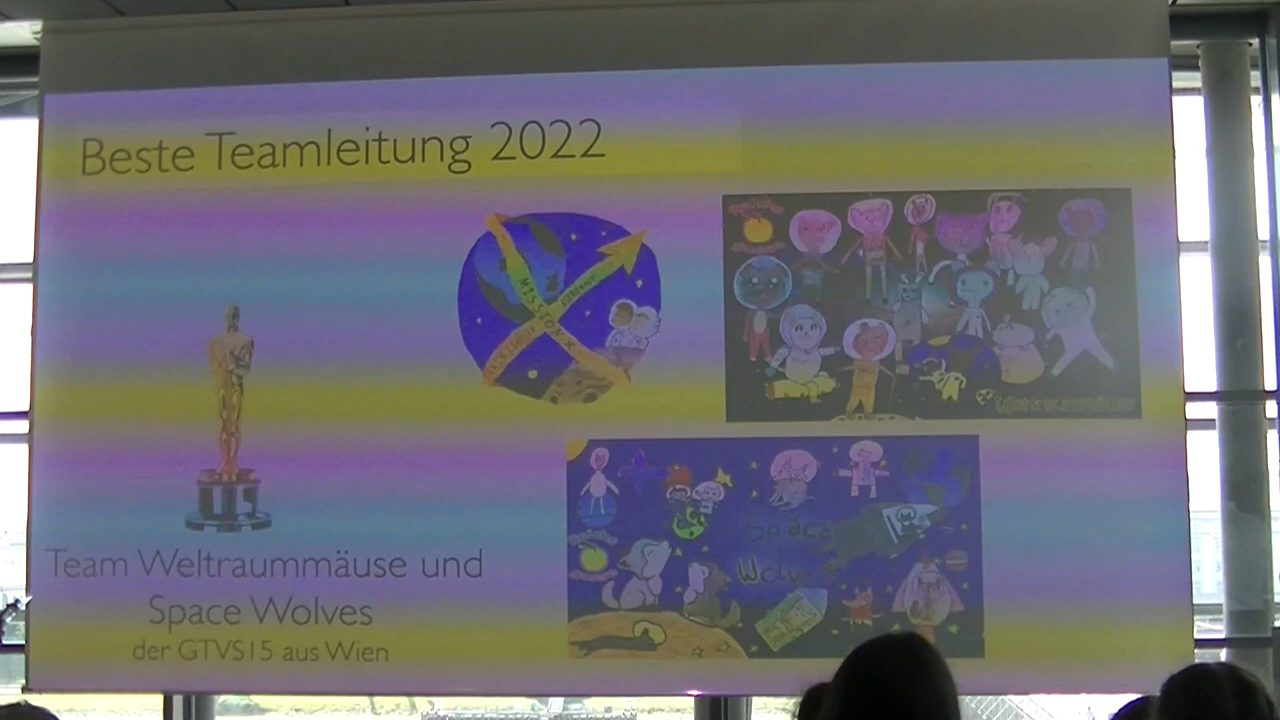 Beste Teamleitung 2022
MISSION X
Space
Wolves
Team Weltraummäuse und
Space Wolves
der GTVS15 aus Wien